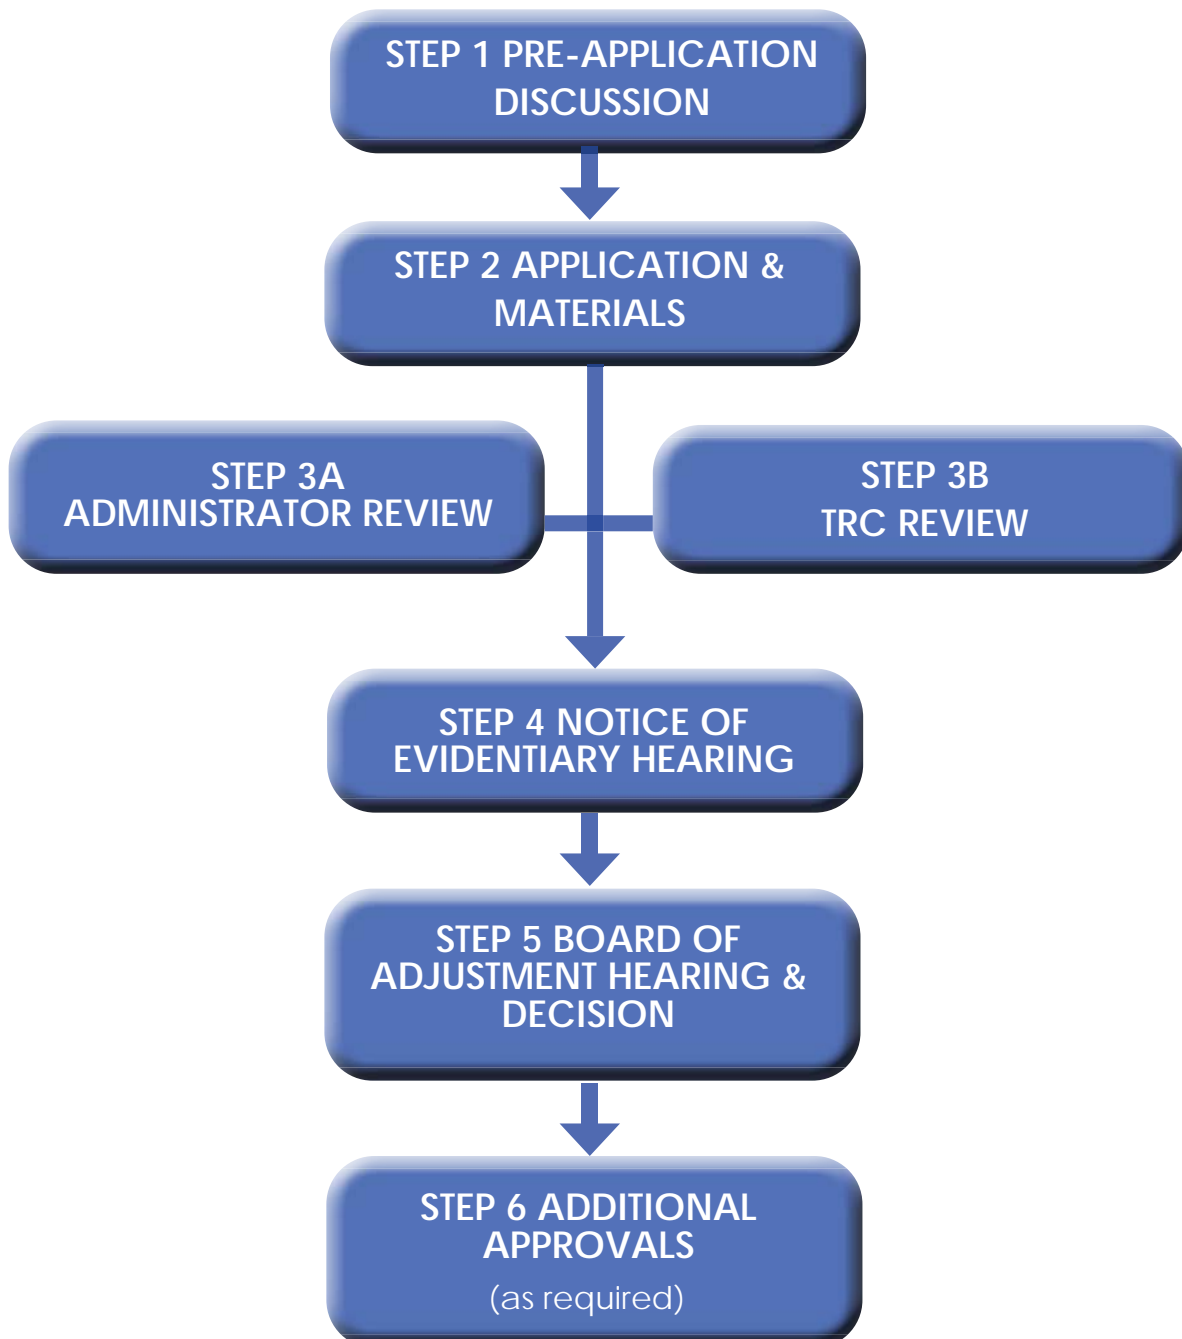 STEP 1 PRE-APPLICATION
DISCUSSION
STEP 2 APPLICATION &
MATERIALS
STEP 3A
ADMINISTRATOR REVIEW
STEP 3B
TRC REVIEW
STEP 4 NOTICE OF
EVIDENTIARY HEARING
STEP 5 BOARD OF
ADJUSTMENT HEARING &
DECISION
STEP 6 ADDITIONAL
APPROVALS
(as required)